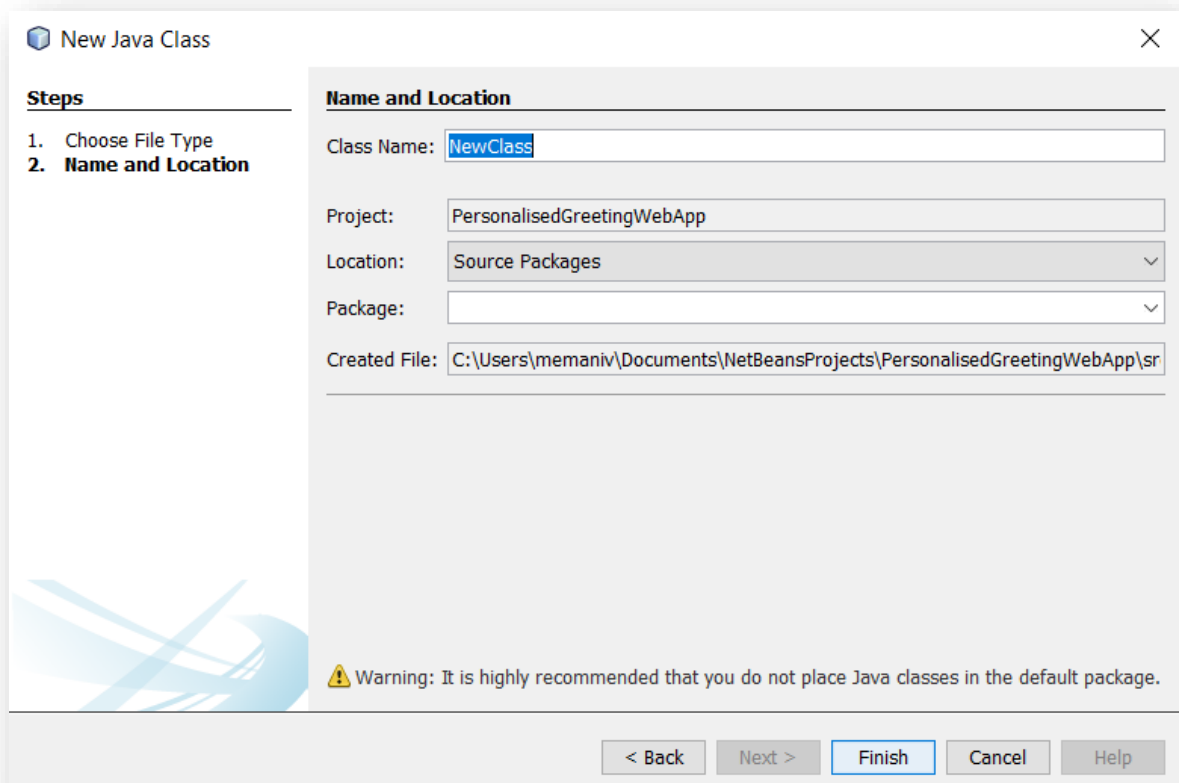 New Java Class
Steps
1. Choose File Type
2. Name and Location
Name and Location
Class Name: NewClass
Project: PersonalisedGreetingWebApp
Location: Source Packages
Package:
Created File: C:\Users\memaniv\Documents\NetBeansProjects\PersonalisedGreetingWebApp\sr
Warning: It is highly recommended that you do not place Java classes in the default package.
< Back Next > Finish Cancel Help